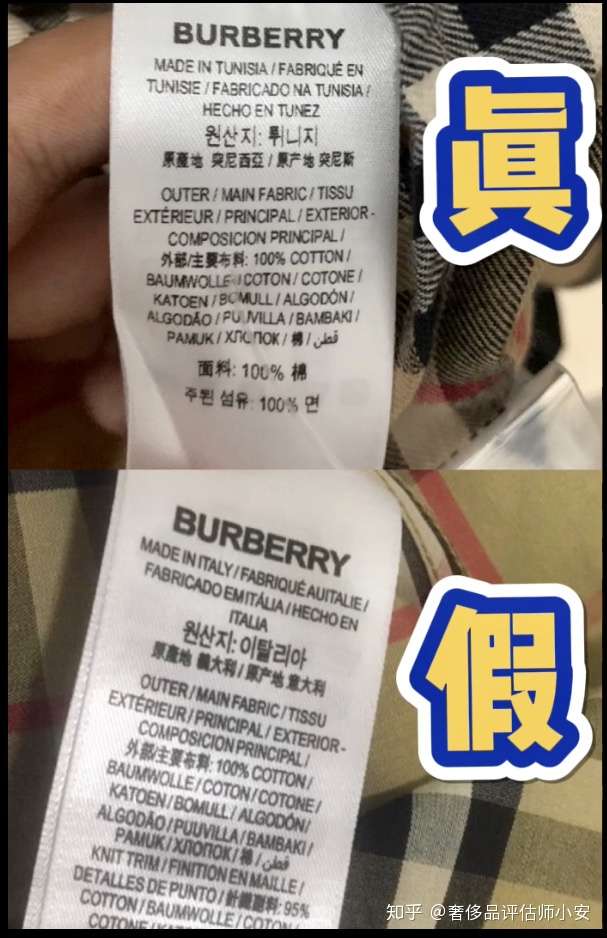 BURBERRY
MADE IN TUNISIA / FABRIQUÉ EN
TUNISIE / FABRICADO NA TUNISIA /
HECHO EN TUNEZ
원산지: 튀니지
原產地 突尼西亞 / 原产地 突尼斯
OUTER / MAIN FABRIC / TISSU
EXTÉRIEUR / PRINCIPAL / EXTERIOR -
COMPOSICION PRINCIPAL /
外部/主要布料: 100% COTTON /
BAUMWOLLE / COTON / COTONE /
KATOEN / BOMULL / ALGODÓN /
ALGODÃO / PUUVILLA / BAMBAKI /
PAMUK / ХЛОПОК / 棉 / قطن
面料: 100% 棉
주된 섬유: 100% 면
眞
BURBERRY
MADE IN ITALY / FABRIQUÉ AUITALIE /
FABRICADO EM ITÁLIA / HECHO EN
ITALIA
원산지: 이탈리아
原產地 義大利 / 原产地 意大利
OUTER / MAIN FABRIC / TISSU
EXTÉRIEUR / PRINCIPAL / EXTERIOR -
COMPOSICION PRINCIPAL /
外部/主要布料: 100% COTTON /
BAUMWOLLE / COTON / COTONE /
KATOEN / BOMULL / ALGODÓN /
ALGODÃO / PUUVILLA / BAMBAKI /
PAMUK / ХЛОПОК / 棉 / قطن /
KNIT TRIM / FINITION EN MAILLE /
DETALLES DE PUNTO / 針織翻料: 95%
COTTON / BAUMWOLLE / COTON /
COTONE /
假
知乎 @奢侈品评估师小安